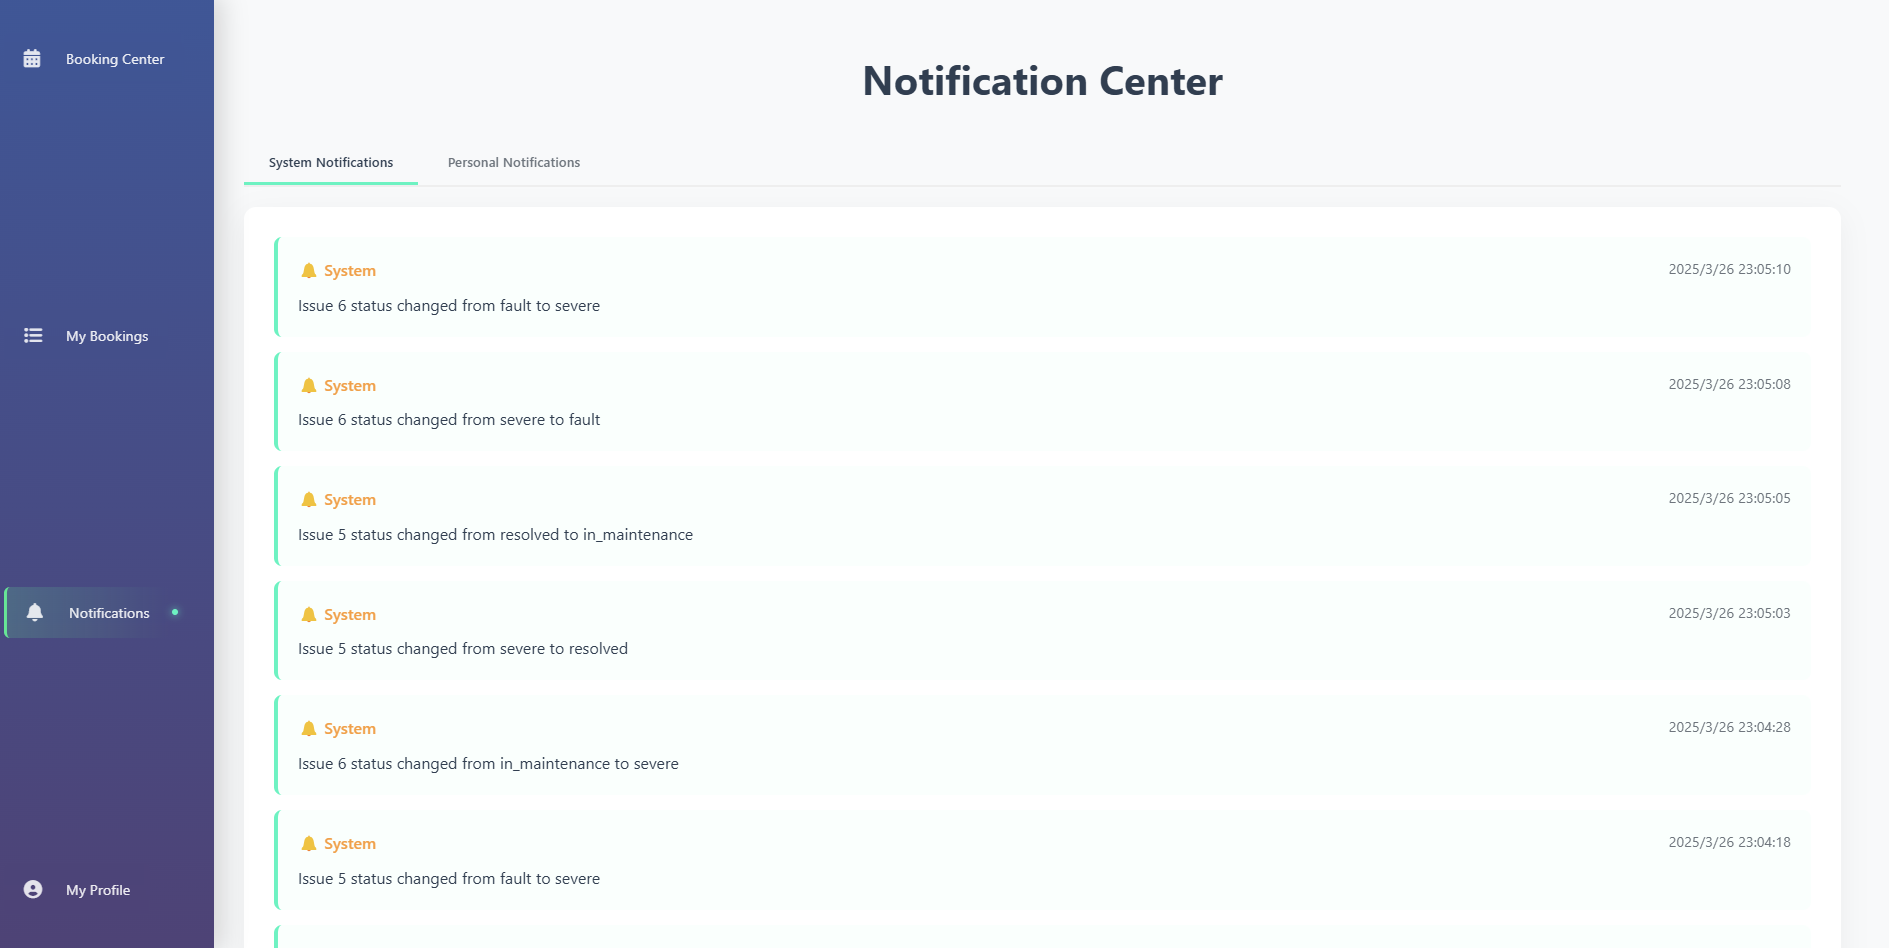 Booking Center
My Bookings
Notifications
My Profile
Notification Center
System Notifications
Personal Notifications
System
2025/3/26 23:05:10
Issue 6 status changed from fault to severe
System
2025/3/26 23:05:08
Issue 6 status changed from severe to fault
System
2025/3/26 23:05:05
Issue 5 status changed from resolved to in_maintenance
System
2025/3/26 23:05:03
Issue 5 status changed from severe to resolved
System
2025/3/26 23:04:28
Issue 6 status changed from in_maintenance to severe
System
2025/3/26 23:04:18
Issue 5 status changed from fault to severe